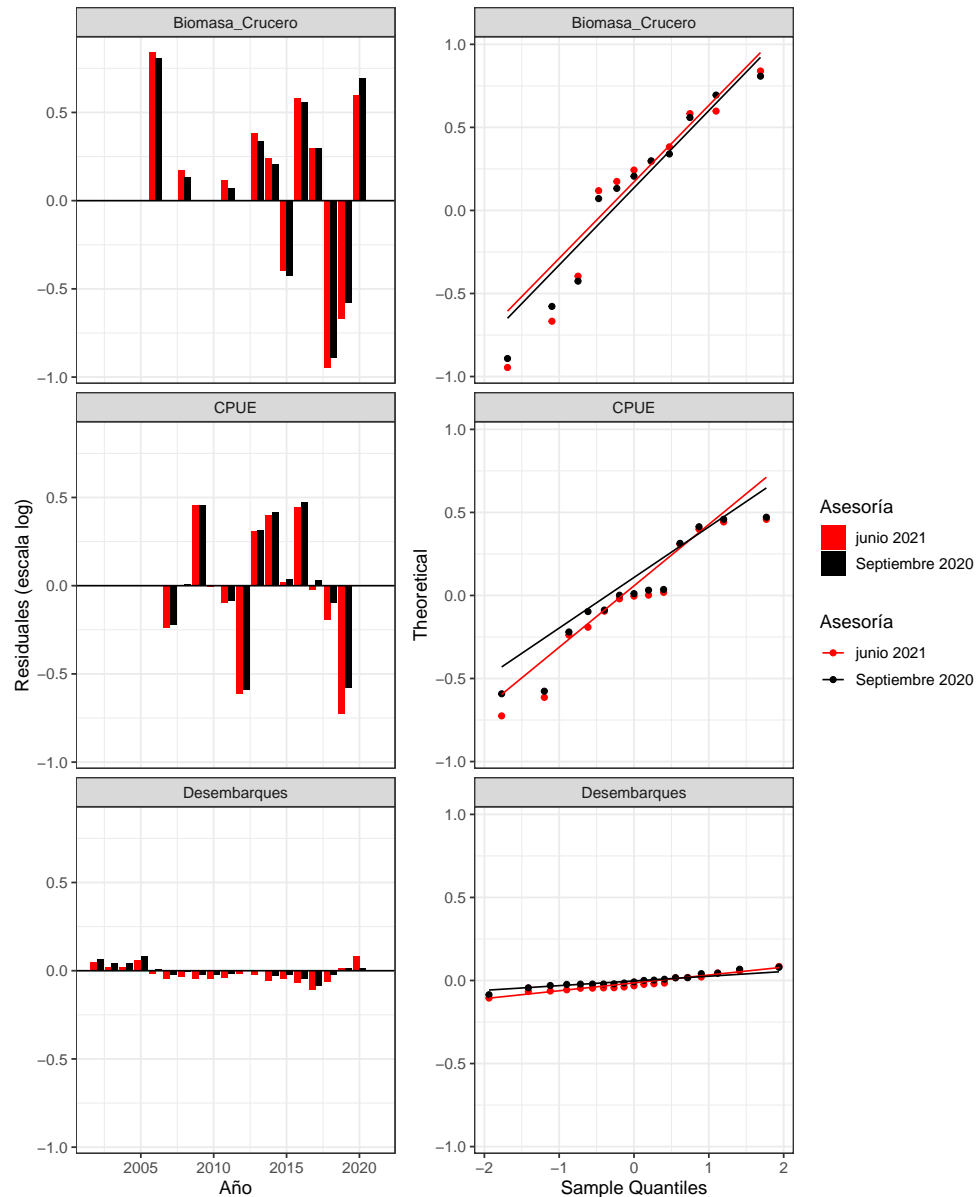 Biomasa_Crucero
0.5
0.0
−0.5
−1.0
CPUE
0.5
0.0
−0.5
−1.0
Desembarques
0.5
0.0
−0.5
−1.0
2005 2010 2015 2020
Año
Residuales (escala log)
Biomasa_Crucero
1.0
0.5
0.0
−0.5
−1.0
CPUE
1.0
0.5
0.0
−0.5
−1.0
Desembarques
1.0
0.5
0.0
−0.5
−1.0
−2 −1 0 1 2
Sample Quantiles
Theoretical
Asesoría
junio 2021
Septiembre 2020
Asesoría
junio 2021
Septiembre 2020